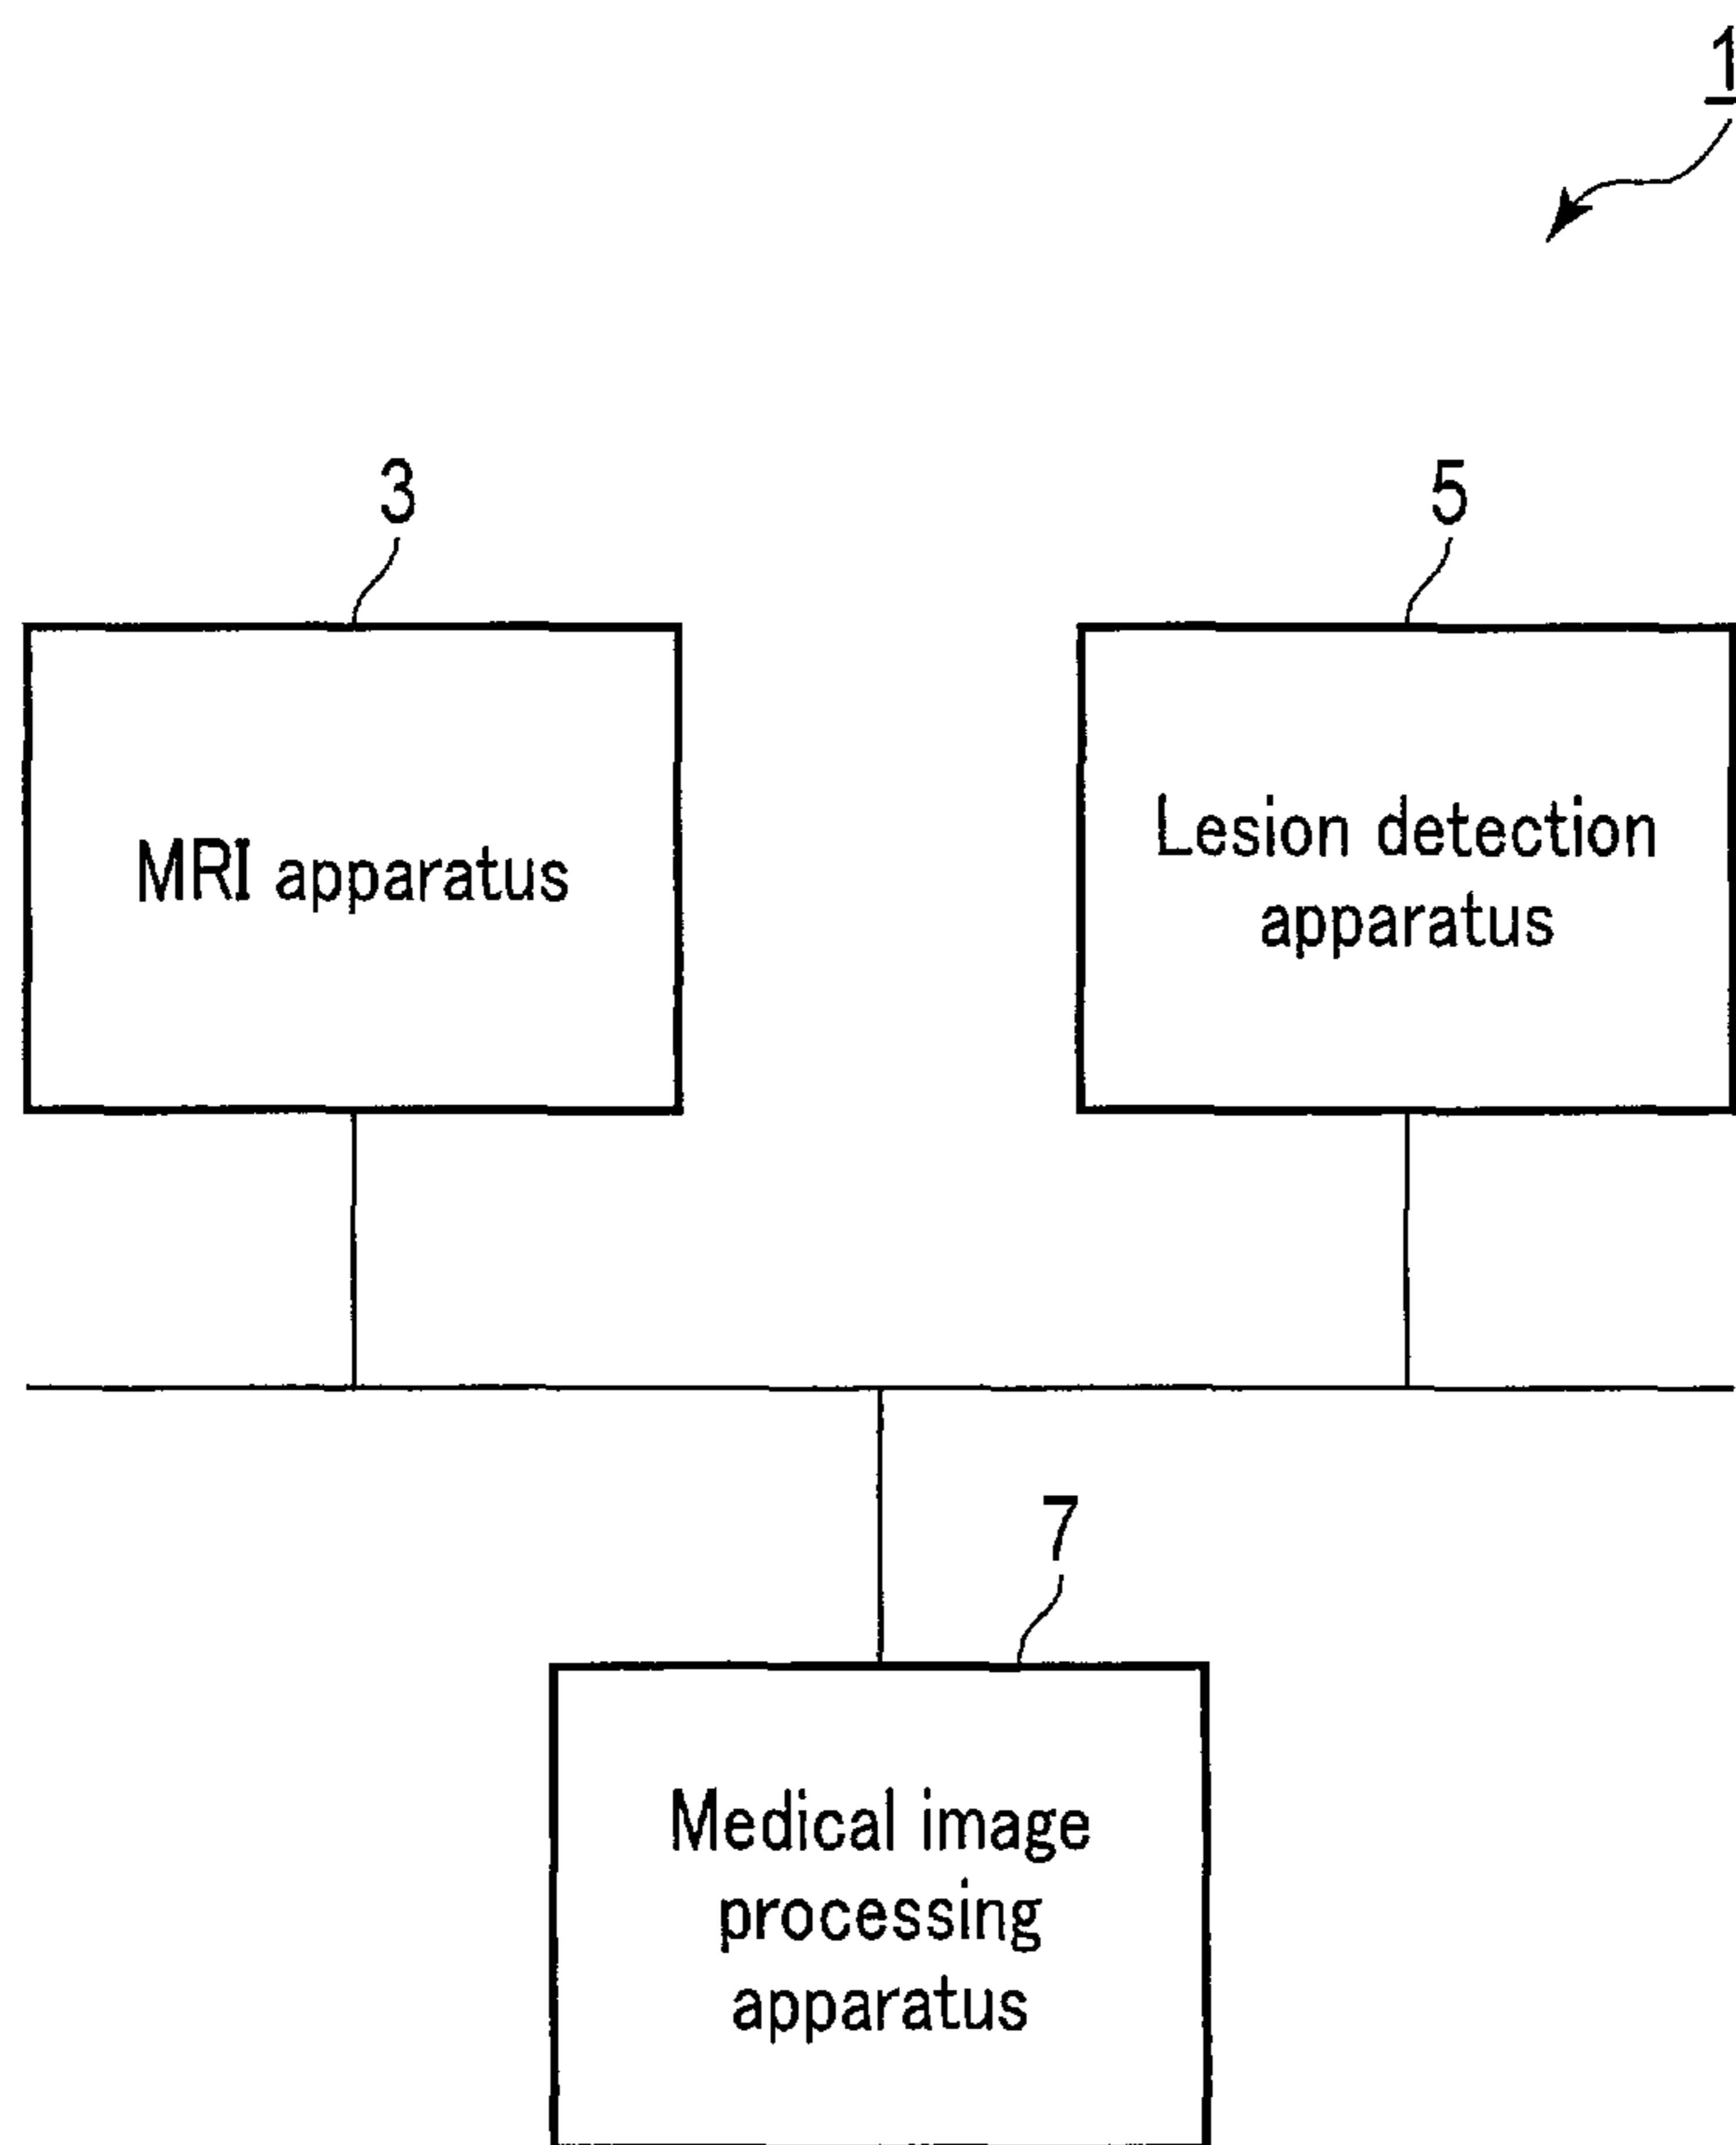 1
3
5
MRI apparatus
Lesion detection
apparatus
7
Medical image
processing
apparatus